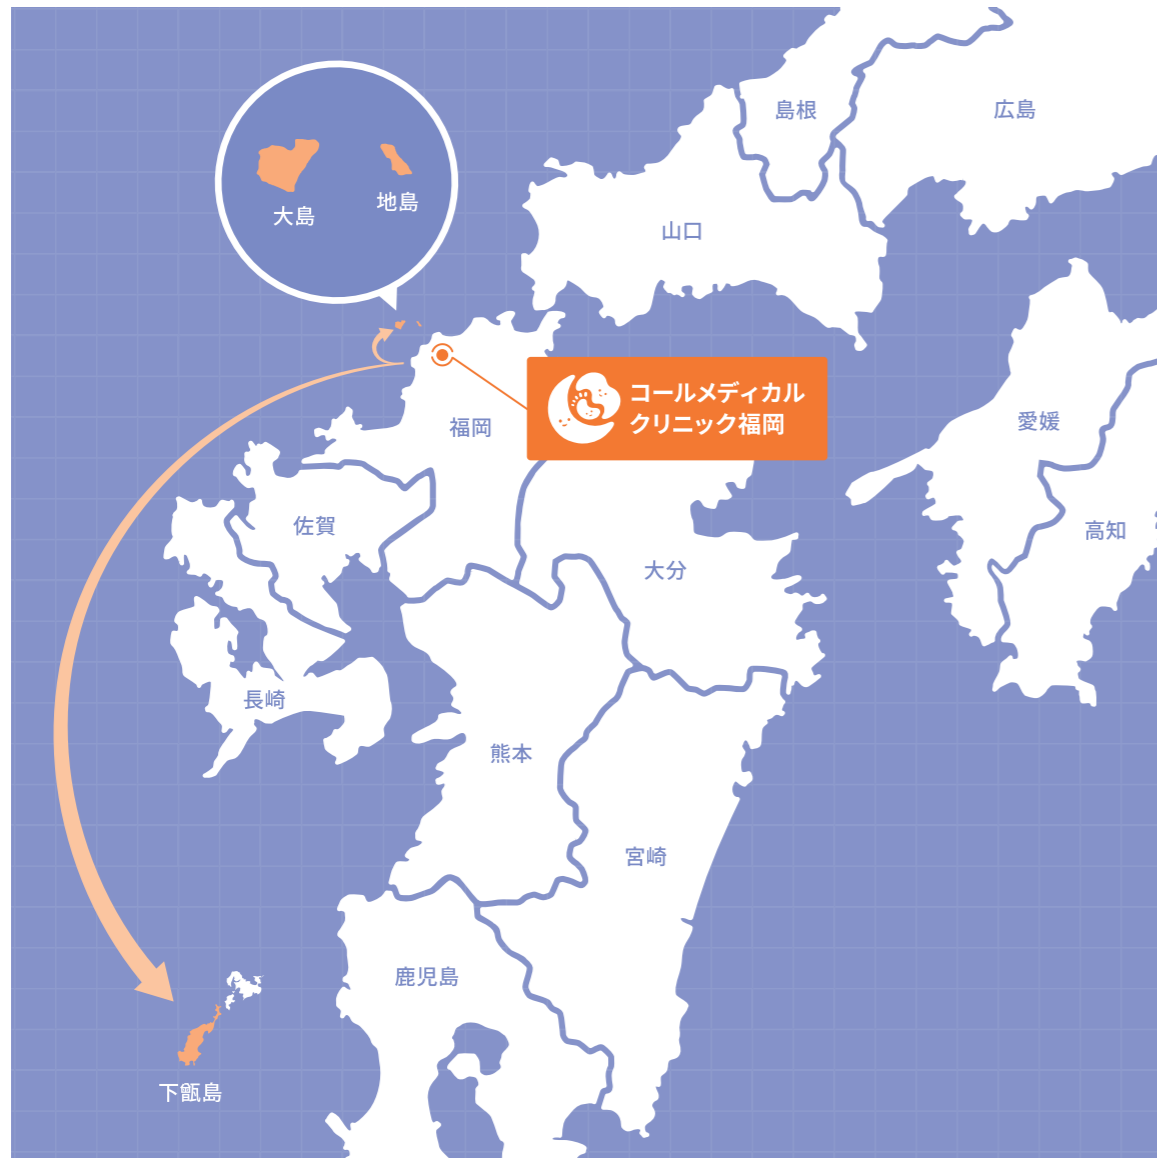 島根
広島
大島
地島
山口
コールメディカル
クリニック福岡
福岡
愛媛
佐賀
高知
大分
長崎
熊本
宮崎
鹿児島
下甑島